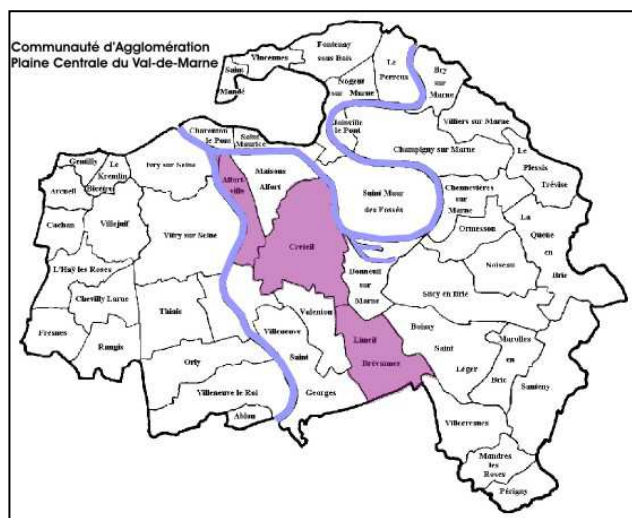 Communauté d'Agglomération
Plaine Centrale du Val-de-Marne
Fontenay
sous Bois
Vincennes
Saint
Mandé
Nogent
sur Marne
Le
Perreux
Bry
sur
Marne
Joinville
le Pont
Villiers sur Marne
Champigny sur Marne
Le
Plessis
Trévise
Charenton
le Pont
Saint
Maurice
Maisons
Alfort
Alfort
ville
Ivry sur Seine
Gentilly
Le
Kremlin
Bicetre
Arcueil
Cachan
Villejuif
Vitry sur Seine
Créteil
Saint Maur
des Fossés
Chennevieres
sur
Marne
Ormesson
La
Queue
en
Brie
Noiseau
L'Haÿ les Roses
Chevilly Larue
Thiais
Fresnes
Rungis
Orly
Bonneuil
sur
Marne
Sucy en Brie
Valenton
Villeneuve
Saint
Georges
Limeil
Brévannes
Boissy
Saint
Léger
Marolles
en
Brie
Santeny
Villeneuve le Roi
Ablon
Villecresnes
Mandres
les
Roses
Périgny